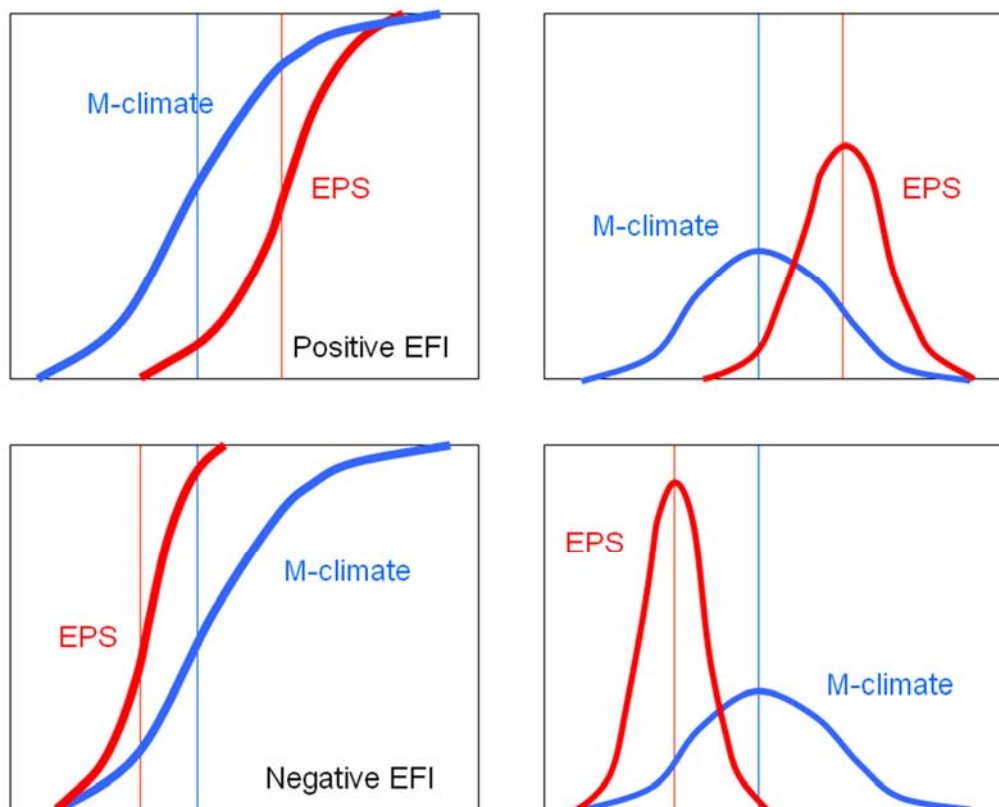 M-climate
EPS
Positive EFI
M-climate
EPS
EPS
M-climate
Negative EFI
EPS
M-climate